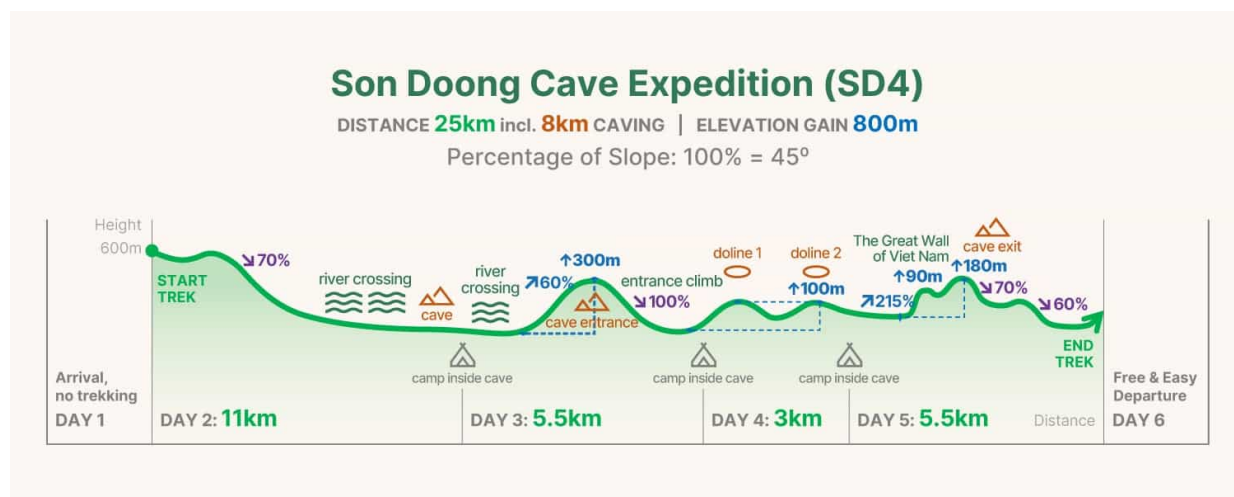 Son Doong Cave Expedition (SD4)
DISTANCE 25km incl. 8km CAVING | ELEVATION GAIN 800m
Percentage of Slope: 100% = 45º
Height
600m
START
TREK
↘70%
river crossing
cave
river
crossing
↗60%
↑300m
cave entrance
entrance climb
↘100%
doline 1
doline 2
↑100m
The Great Wall
of Viet Nam
↗215%
↑90m
↑180m
cave exit
↘70%
↘60%
END
TREK
camp inside cave
camp inside cave
camp inside cave
Arrival,
no trekking
DAY 1
DAY 2: 11km
DAY 3: 5.5km
DAY 4: 3km
DAY 5: 5.5km
Distance
Free & Easy
Departure
DAY 6